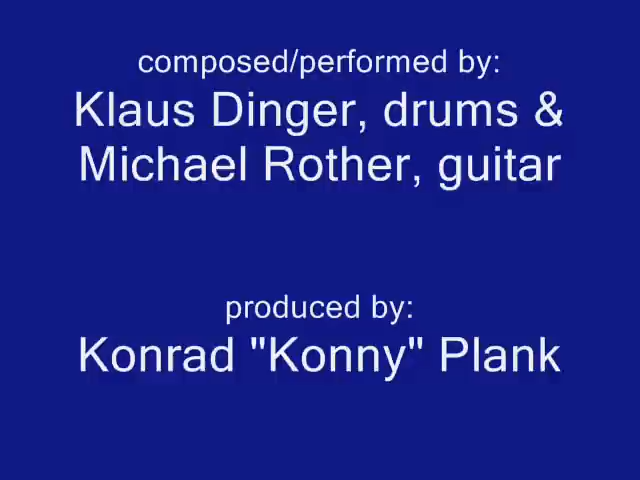 composed/performed by:
Klaus Dinger, drums &
Michael Rother, guitar
produced by:
Konrad "Konny" Plank